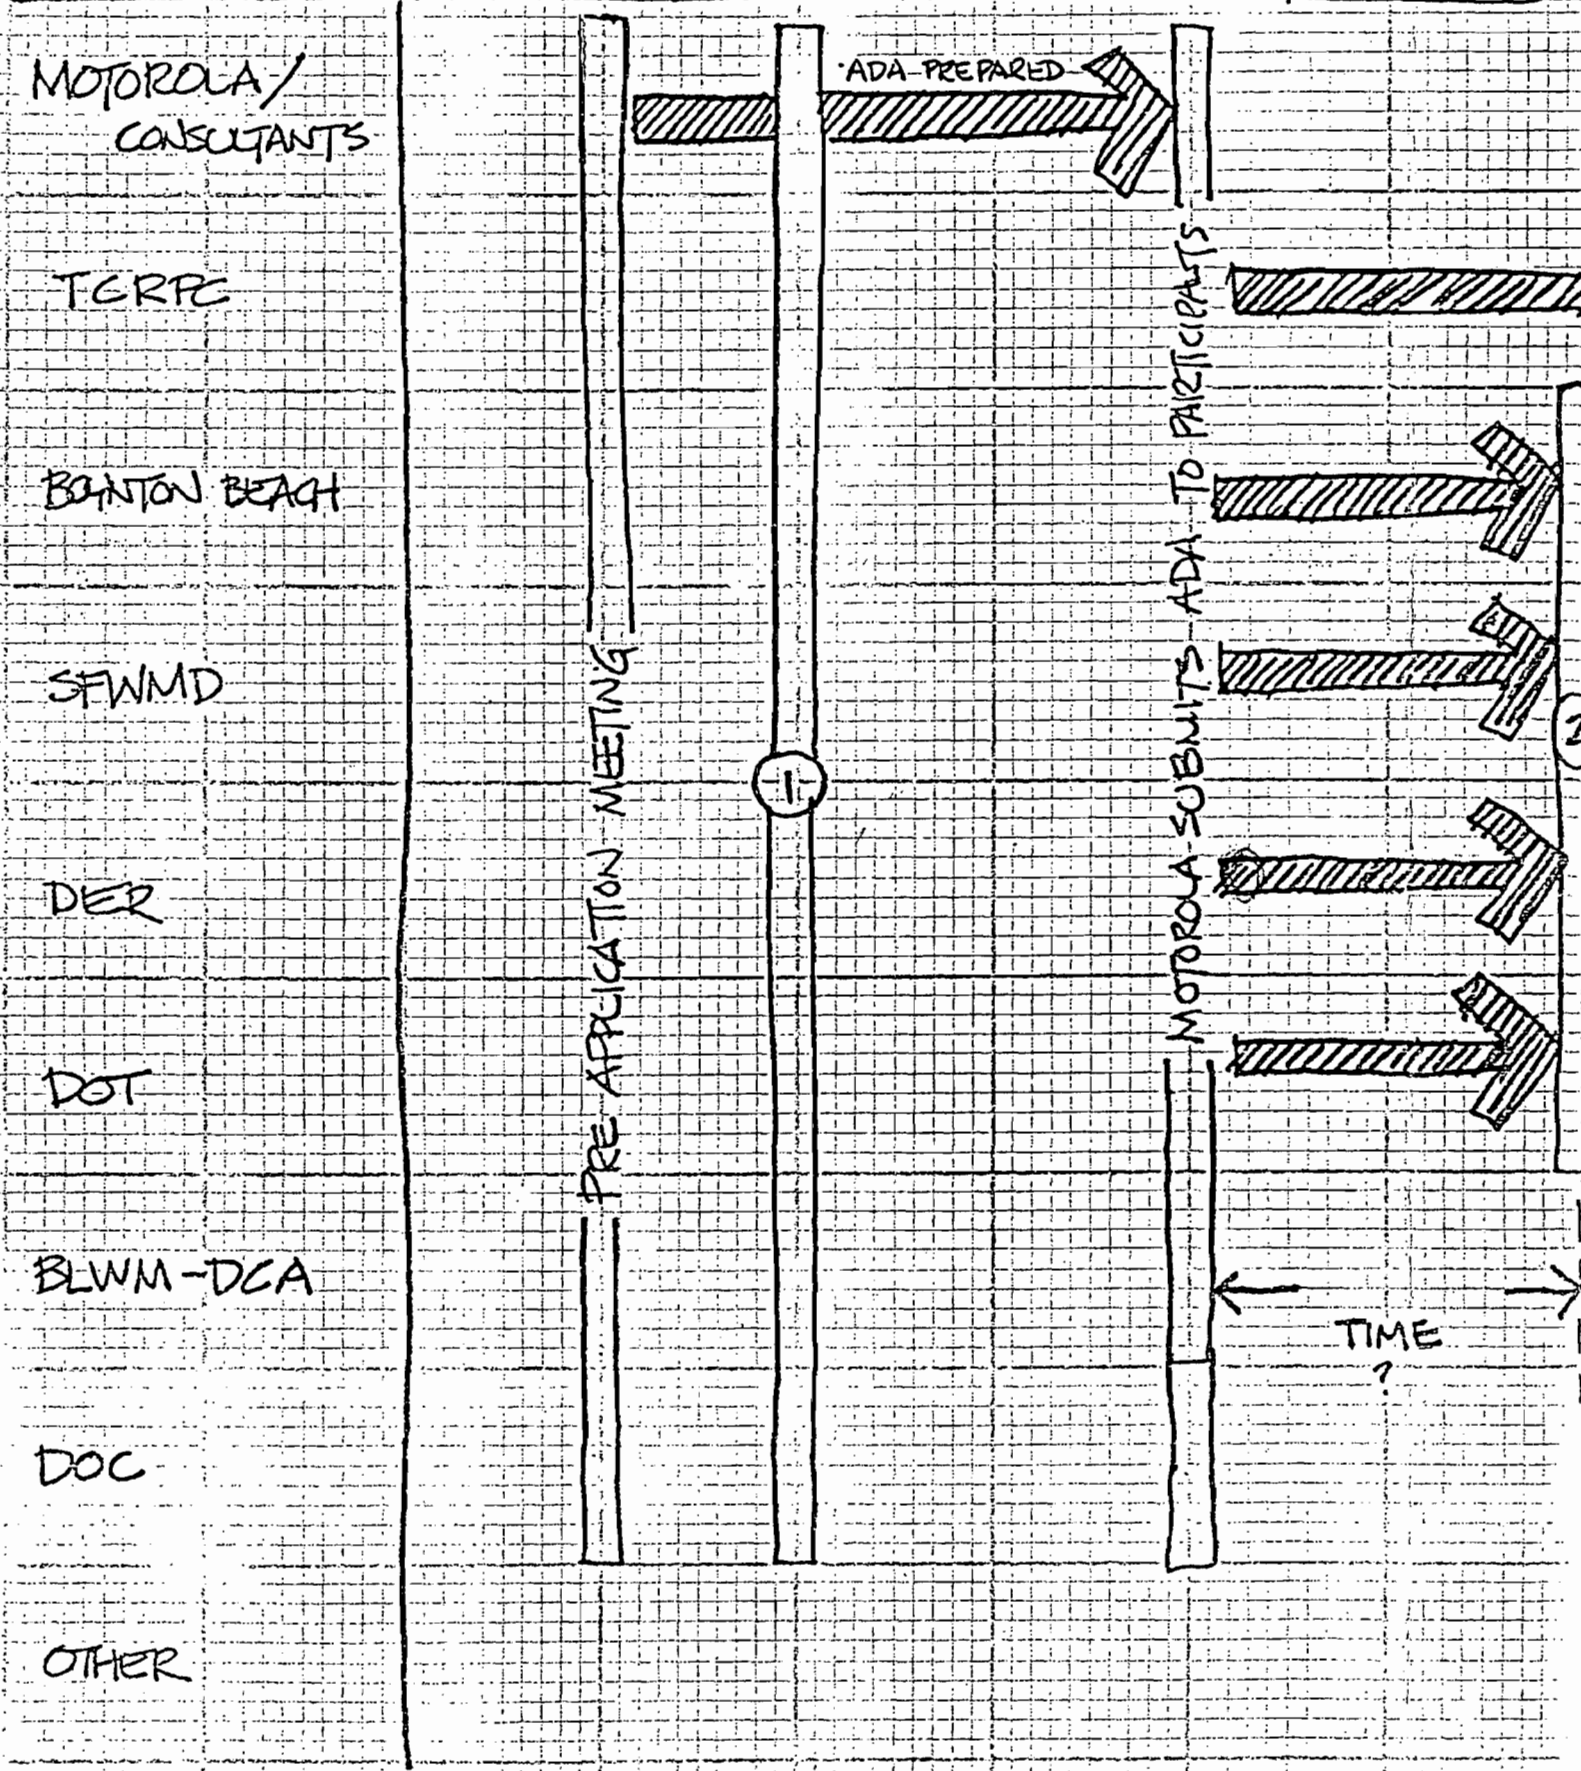 MOTOROLA/
CONSULTANTS
ADA PREPARED
TCRPC
BOYNTON BEACH
SFWMD
DER
DOT
BLWM-DCA
DOC
OTHER
PRE APPLICATION MEETING
1
MOTOROLA SUBMITS ADA TO PARTICIPANTS
2
TIME
?